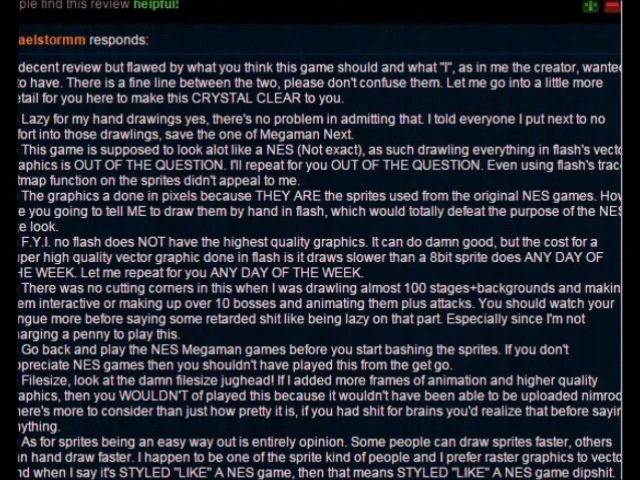 ple find this review helpful!
aelstormm responds:
decent review but flawed by what you think this game should and what "I", as in me the creator, wante
to have. There is a fine line between the two, please don't confuse them. Let me go into a little more
etail for you here to make this CRYSTAL CLEAR to you.
Lazy for my hand drawings yes, there's no problem in admitting that. I told everyone I put next to no
fort into those drawlings, save the one of Megaman Next.
This game is supposed to look alot like a NES (Not exact), as such drawling everything in flash's vecto
aphics is OUT OF THE QUESTION. I'll repeat for you OUT OF THE QUESTION. Even using flash's trac
tmap function on the sprites didn't appeal to me.
The graphics a done in pixels because THEY ARE the sprites used from the original NES games. Hov
e you going to tell ME to draw them by hand in flash, which would totally defeat the purpose of the NES
e look.
F.Y.I. no flash does NOT have the highest quality graphics. It can do damn good, but the cost for a
uper high quality vector graphic done in flash is it draws slower than a 8bit sprite does ANY DAY OF
HE WEEK. Let me repeat for you ANY DAY OF THE WEEK.
There was no cutting corners in this when I was drawling almost 100 stages+backgrounds and makin
em interactive or making up over 10 bosses and animating them plus attacks. You should watch your
ngue more before saying some retarded shit like being lazy on that part. Especially since I'm not
harging a penny to play this.
Go back and play the NES Megaman games before you start bashing the sprites. If you don't
ppreciate NES games then you shouldn't have played this from the get go.
Filesize, look at the damn filesize jughead! If I added more frames of animation and higher quality
aphics, then you WOULDN'T of played this because it wouldn't have been able to be uploaded nimrod
here's more to consider than just how pretty it is, if you had shit for brains you'd realize that before sayin
nything.
As for sprites being an easy way out is entirely opinion. Some people can draw sprites faster, others
an hand draw faster. I happen to be one of the sprite kind of people and I prefer raster graphics to vecto
nd when I say it's STYLED "LIKE" A NES game, then that means STYLED "LIKE" A NES game dipshit.